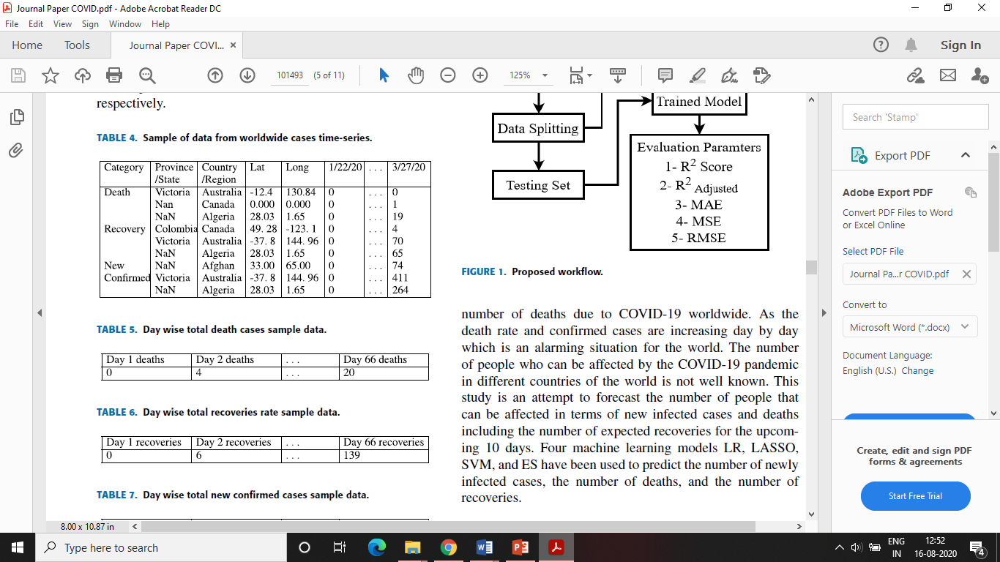 Journal Paper COVID.pdf - Adobe Acrobat Reader DC
File Edit View Sign Window Help
Home Tools Journal Paper COVI... × Sign In
101493 (5 of 11) 125%
respectively.
TABLE 4. Sample of data from worldwide cases time-series.
Category Province Country Lat Long 1/22/20 . . . 3/27/20
/State /Region
Death Victoria Australia -12.4 130.84 0 . . . 0
Nan Canada 0.000 0.000 0 . . . 1
NaN Algeria 28.03 1.65 0 . . . 19
Recovery Colombia Canada 49. 28 -123. 1 0 . . . 4
Victoria Australia -37. 8 144. 96 0 . . . 70
NaN Algeria 28.03 1.65 0 . . . 65
New NaN Afghan 33.00 65.00 0 . . . 74
Confirmed Victoria Australia -37. 8 144. 96 0 . . . 411
NaN Algeria 28.03 1.65 0 . . . 264
TABLE 5. Day wise total death cases sample data.
Day 1 deaths Day 2 deaths . . . Day 66 deaths
0 4 . . . 20
TABLE 6. Day wise total recoveries rate sample data.
Day 1 recoveries Day 2 recoveries . . . Day 66 recoveries
0 6 . . . 139
TABLE 7. Day wise total new confirmed cases sample data.
Trained Model
Data Splitting
Testing Set
Evaluation Paramters
1- R² Score
2- R² Adjusted
3- MAE
4- MSE
5- RMSE
FIGURE 1. Proposed workflow.
number of deaths due to COVID-19 worldwide. As the
death rate and confirmed cases are increasing day by day
which is an alarming situation for the world. The number
of people who can be affected by the COVID-19 pandemic
in different countries of the world is not well known. This
study is an attempt to forecast the number of people that
can be affected in terms of new infected cases and deaths
including the number of expected recoveries for the upcom-
ing 10 days. Four machine learning models LR, LASSO,
SVM, and ES have been used to predict the number of newly
infected cases, the number of deaths, and the number of
recoveries.
8.00 x 10.87 in
Search 'Stamp'
Export PDF
Adobe Export PDF
Convert PDF Files to Word
or Excel Online
Select PDF File
Journal Pa...r COVID.pdf
Convert to
Microsoft Word (*.docx)
Document Language:
English (U.S.) Change
Create, edit and sign PDF
forms & agreements
Start Free Trial
Type here to search
ENG
IN
12:52
16-08-2020
4